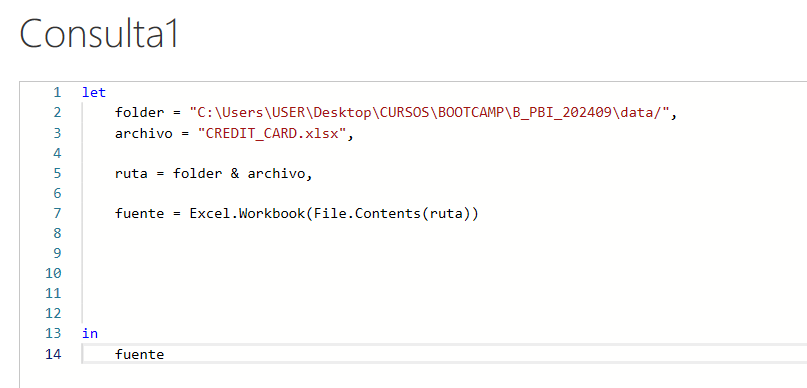 Consulta1
1 let
2 folder = "C:\Users\USER\Desktop\CURSOS\BOOTCAMP\B_PBI_202409\data/",
3 archivo = "CREDIT_CARD.xlsx",
4
5 ruta = folder & archivo,
6
7 fuente = Excel.Workbook(File.Contents(ruta))
8
9
10
11
12
13 in
14 fuente